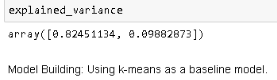 explained_variance
array([0.82451134, 0.09882873])
Model Building: Using k-means as a baseline model.